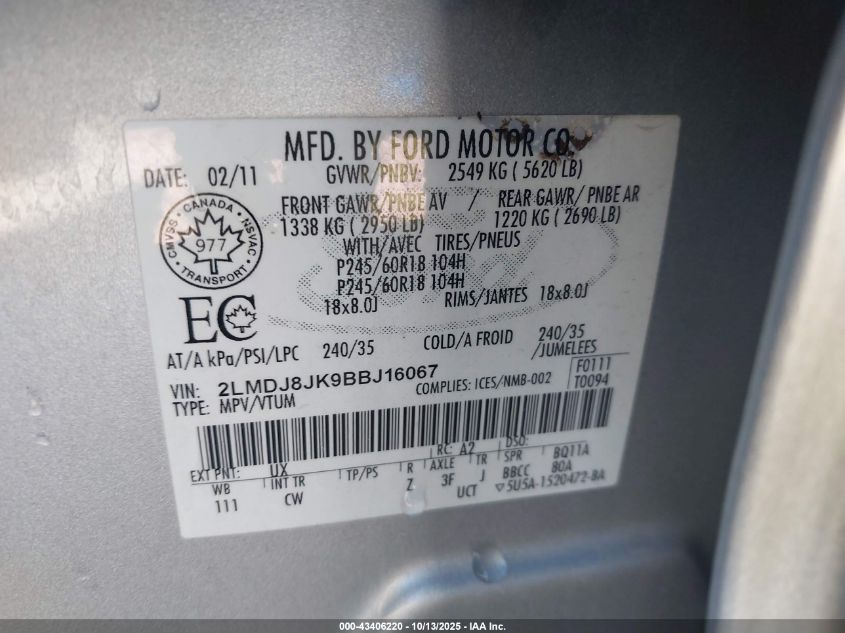 MFD. BY FORD MOTOR CO.
DATE: 02/11 GVWR/PNBV: 2549 KG ( 5620 LB)
FRONT GAWR/PNBE AV / REAR GAWR/ PNBE AR
1338 KG ( 2950 LB) 1220 KG ( 2690 LB)
WITH/AVEC TIRES/PNEUS
P245/60R18 104H
P245/60R18 104H
18x8.0J RIMS/JANTES 18x8.0J
CANADA
CMVSS NSVAC
977
TRANSPORT
EC
AT/A kPa/PSI/LPC 240/35 COLD/A FROID 240/35
/JUMELEES
VIN: 2LMDJ8JK9BBJ16067 COMPLIES: ICES/NMB-002 F0111
TYPE: MPV/VTUM T0094
RC: A2 DSO:
EXT PNT: UX TP/PS R AXLE TR SPR BQ11A
WB INT TR Z 3F J BBCC 80A
111 CW UCT 5U5A-1520472-BA
000-43406220 - 10/13/2025 - IAA Inc.